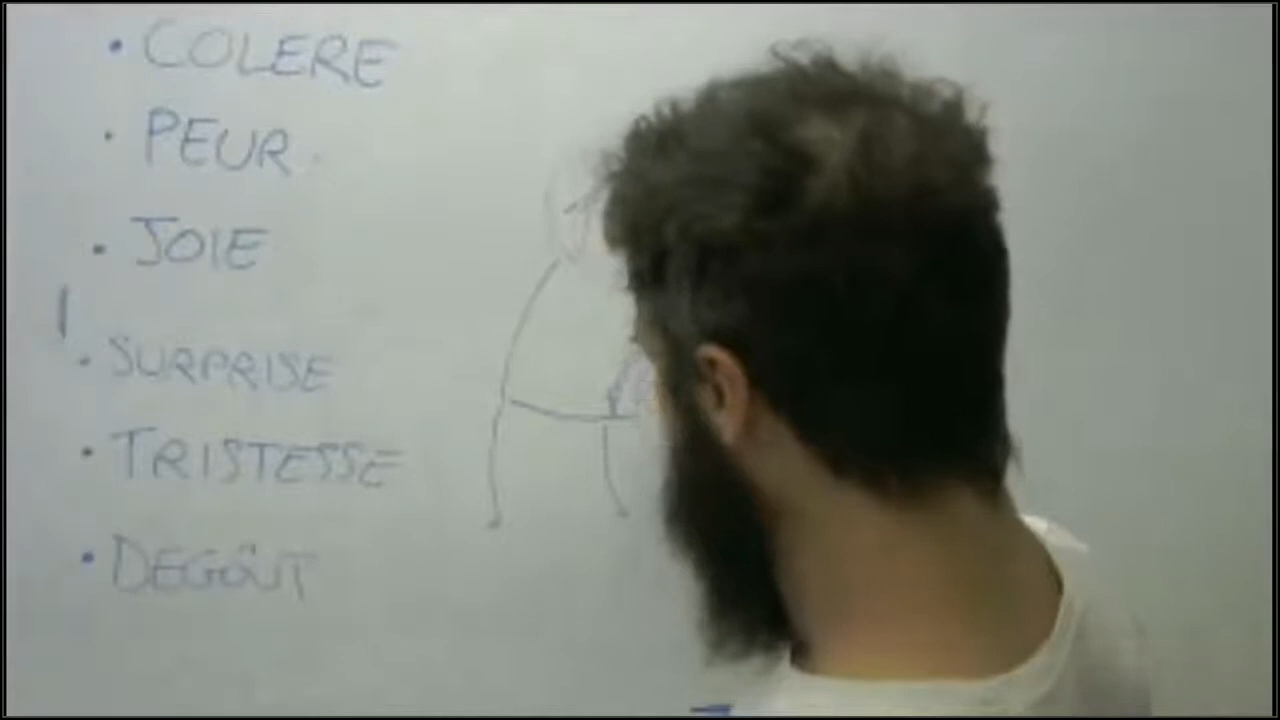 • COLERE
• PEUR
• JOIE
• SURPRISE
• TRISTESSE
• DEGOÛT